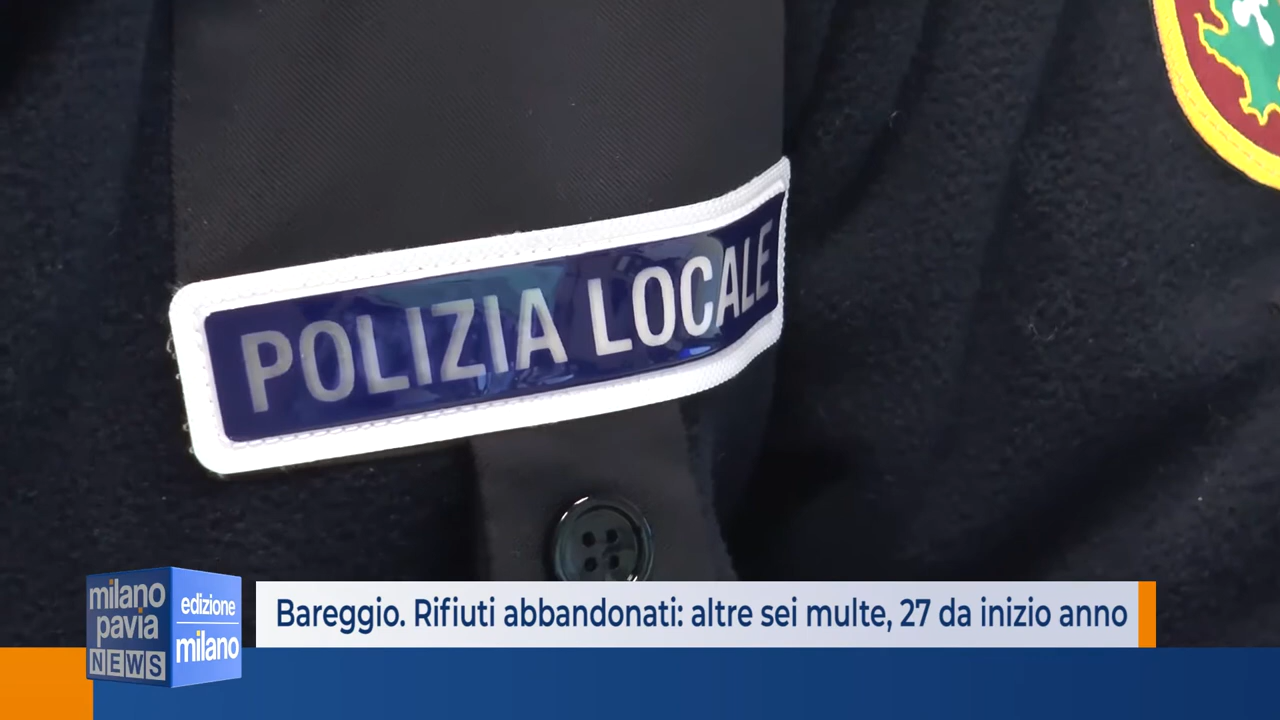 POLIZIA LOCALE
milano
pavia
NEWS
edizione
milano
Bareggio. Rifiuti abbandonati: altre sei multe, 27 da inizio anno